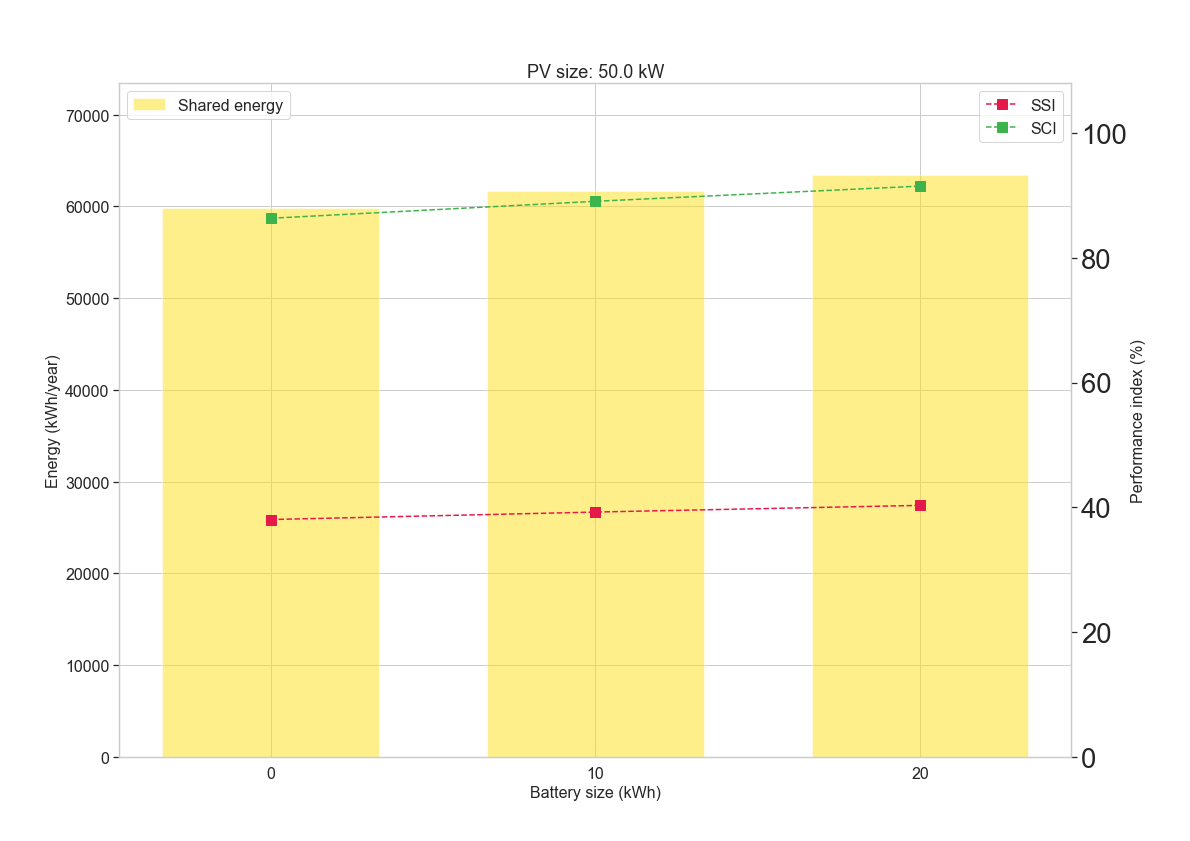 PV size: 50.0 kW
Shared energy
SSI
SCI
70000
60000
50000
40000
30000
20000
10000
0
Energy (kWh/year)
100
80
60
40
20
0
Performance index (%)
0
10
20
Battery size (kWh)